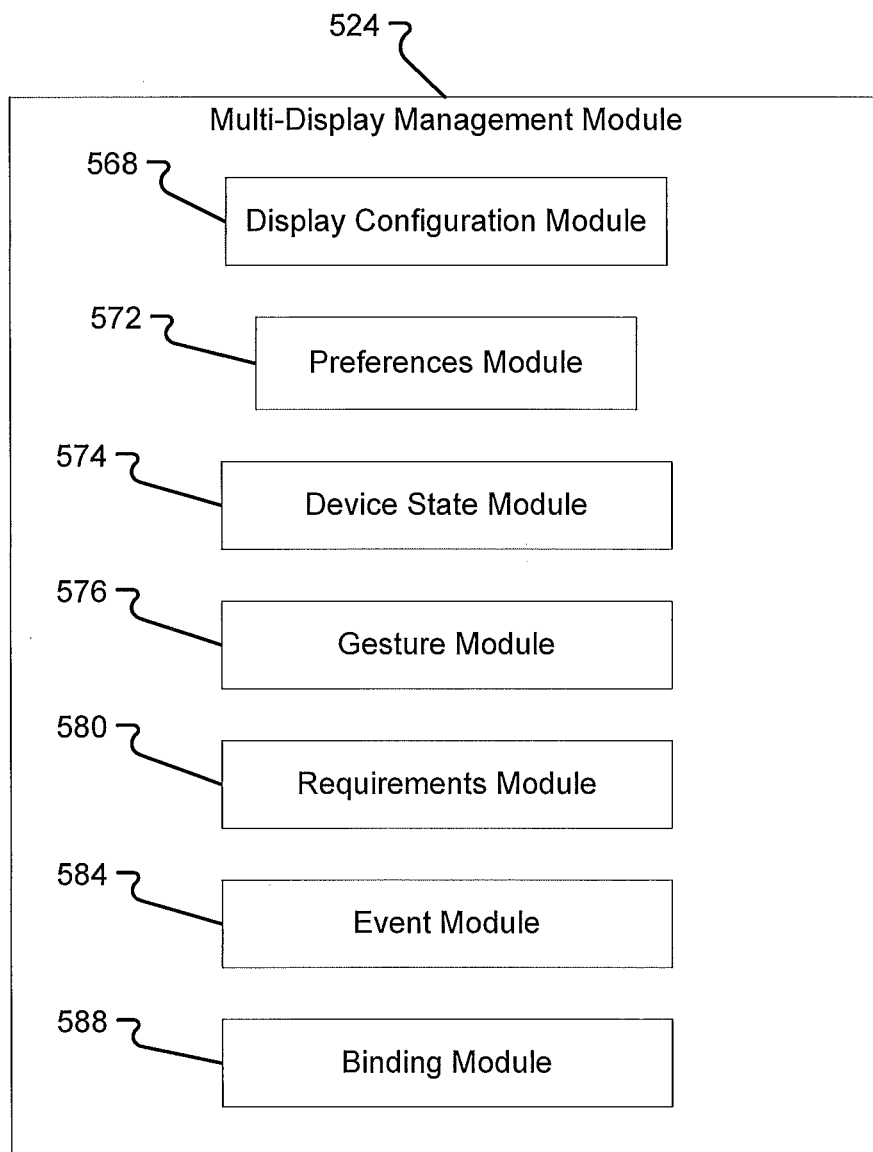 524
Multi-Display Management Module
568
Display Configuration Module
572
Preferences Module
574
Device State Module
576
Gesture Module
580
Requirements Module
584
Event Module
588
Binding Module